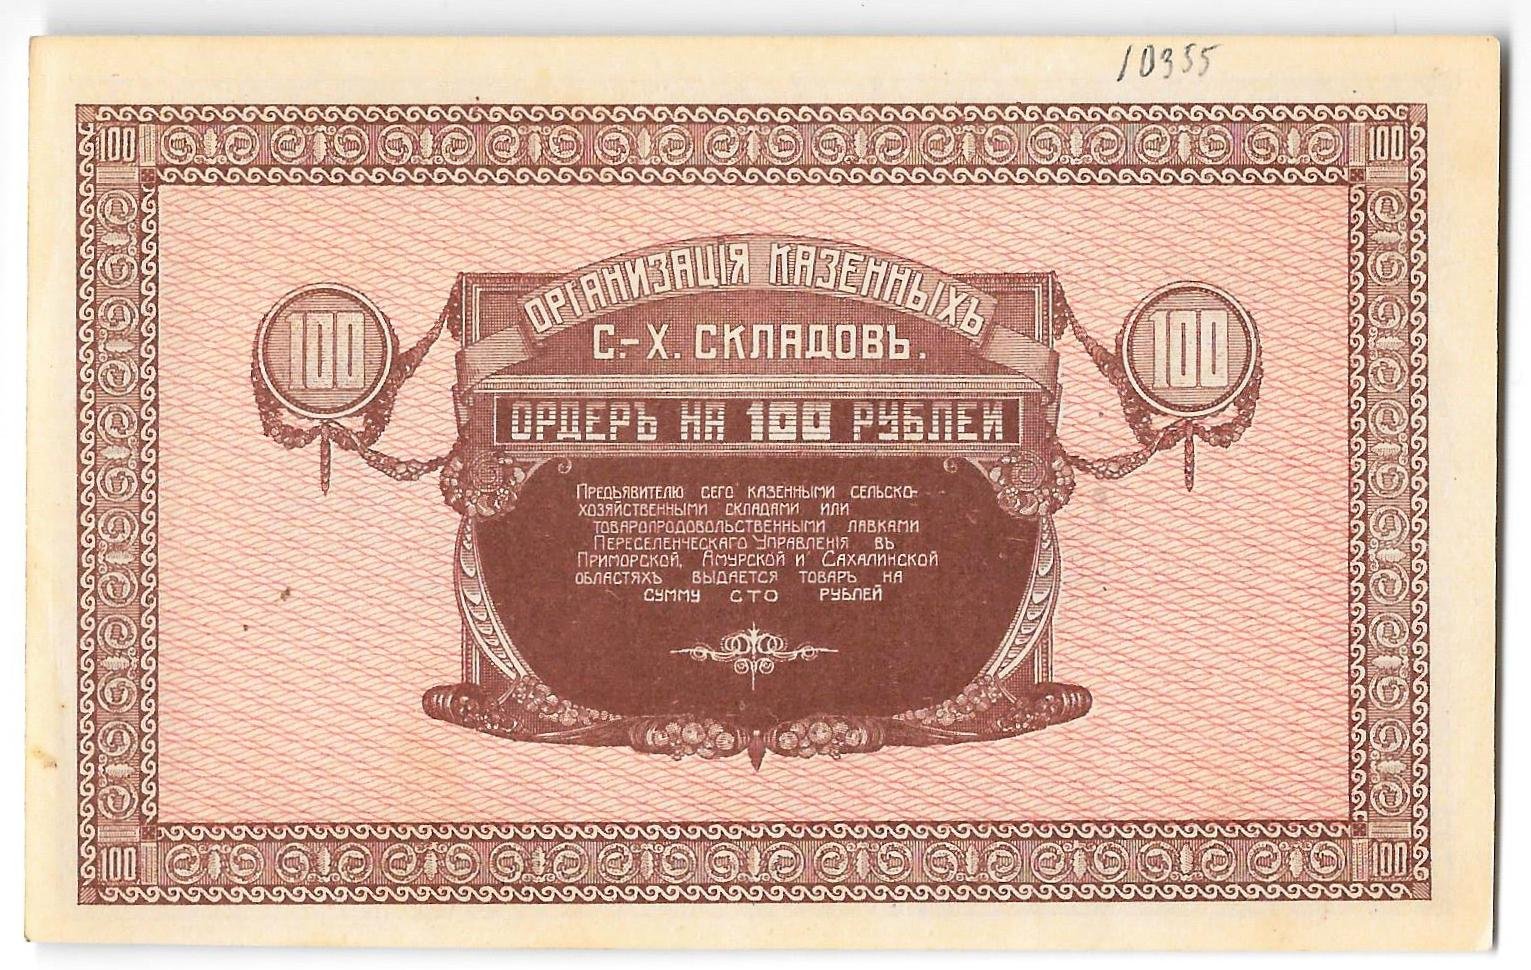 10355
100 100
ОРГАНИЗАЦІЯ КАЗЕННЫХЪ
С.-Х. СКЛАДОВЪ.
100 100
ОРДЕРЪ НА 100 РУБЛЕЙ
ПРЕДЬЯВИТЕЛЮ СЕГО КАЗЕННЫМИ СЕЛЬСКО-
ХОЗЯЙСТВЕННЫМИ СКЛАДАМИ ИЛИ
ТОВАРОПРОДОВОЛЬСТВЕННЫМИ ЛАВКАМИ
ПЕРЕСЕЛЕНЧЕСКАГО УПРАВЛЕНІЯ ВЪ
ПРИМОРСКОЙ, АМУРСКОЙ И САХАЛИНСКОЙ
ОБЛАСТЯХЪ ВЫДАЕТСЯ ТОВАРЪ НА
СУММУ СТО РУБЛЕЙ
100 100